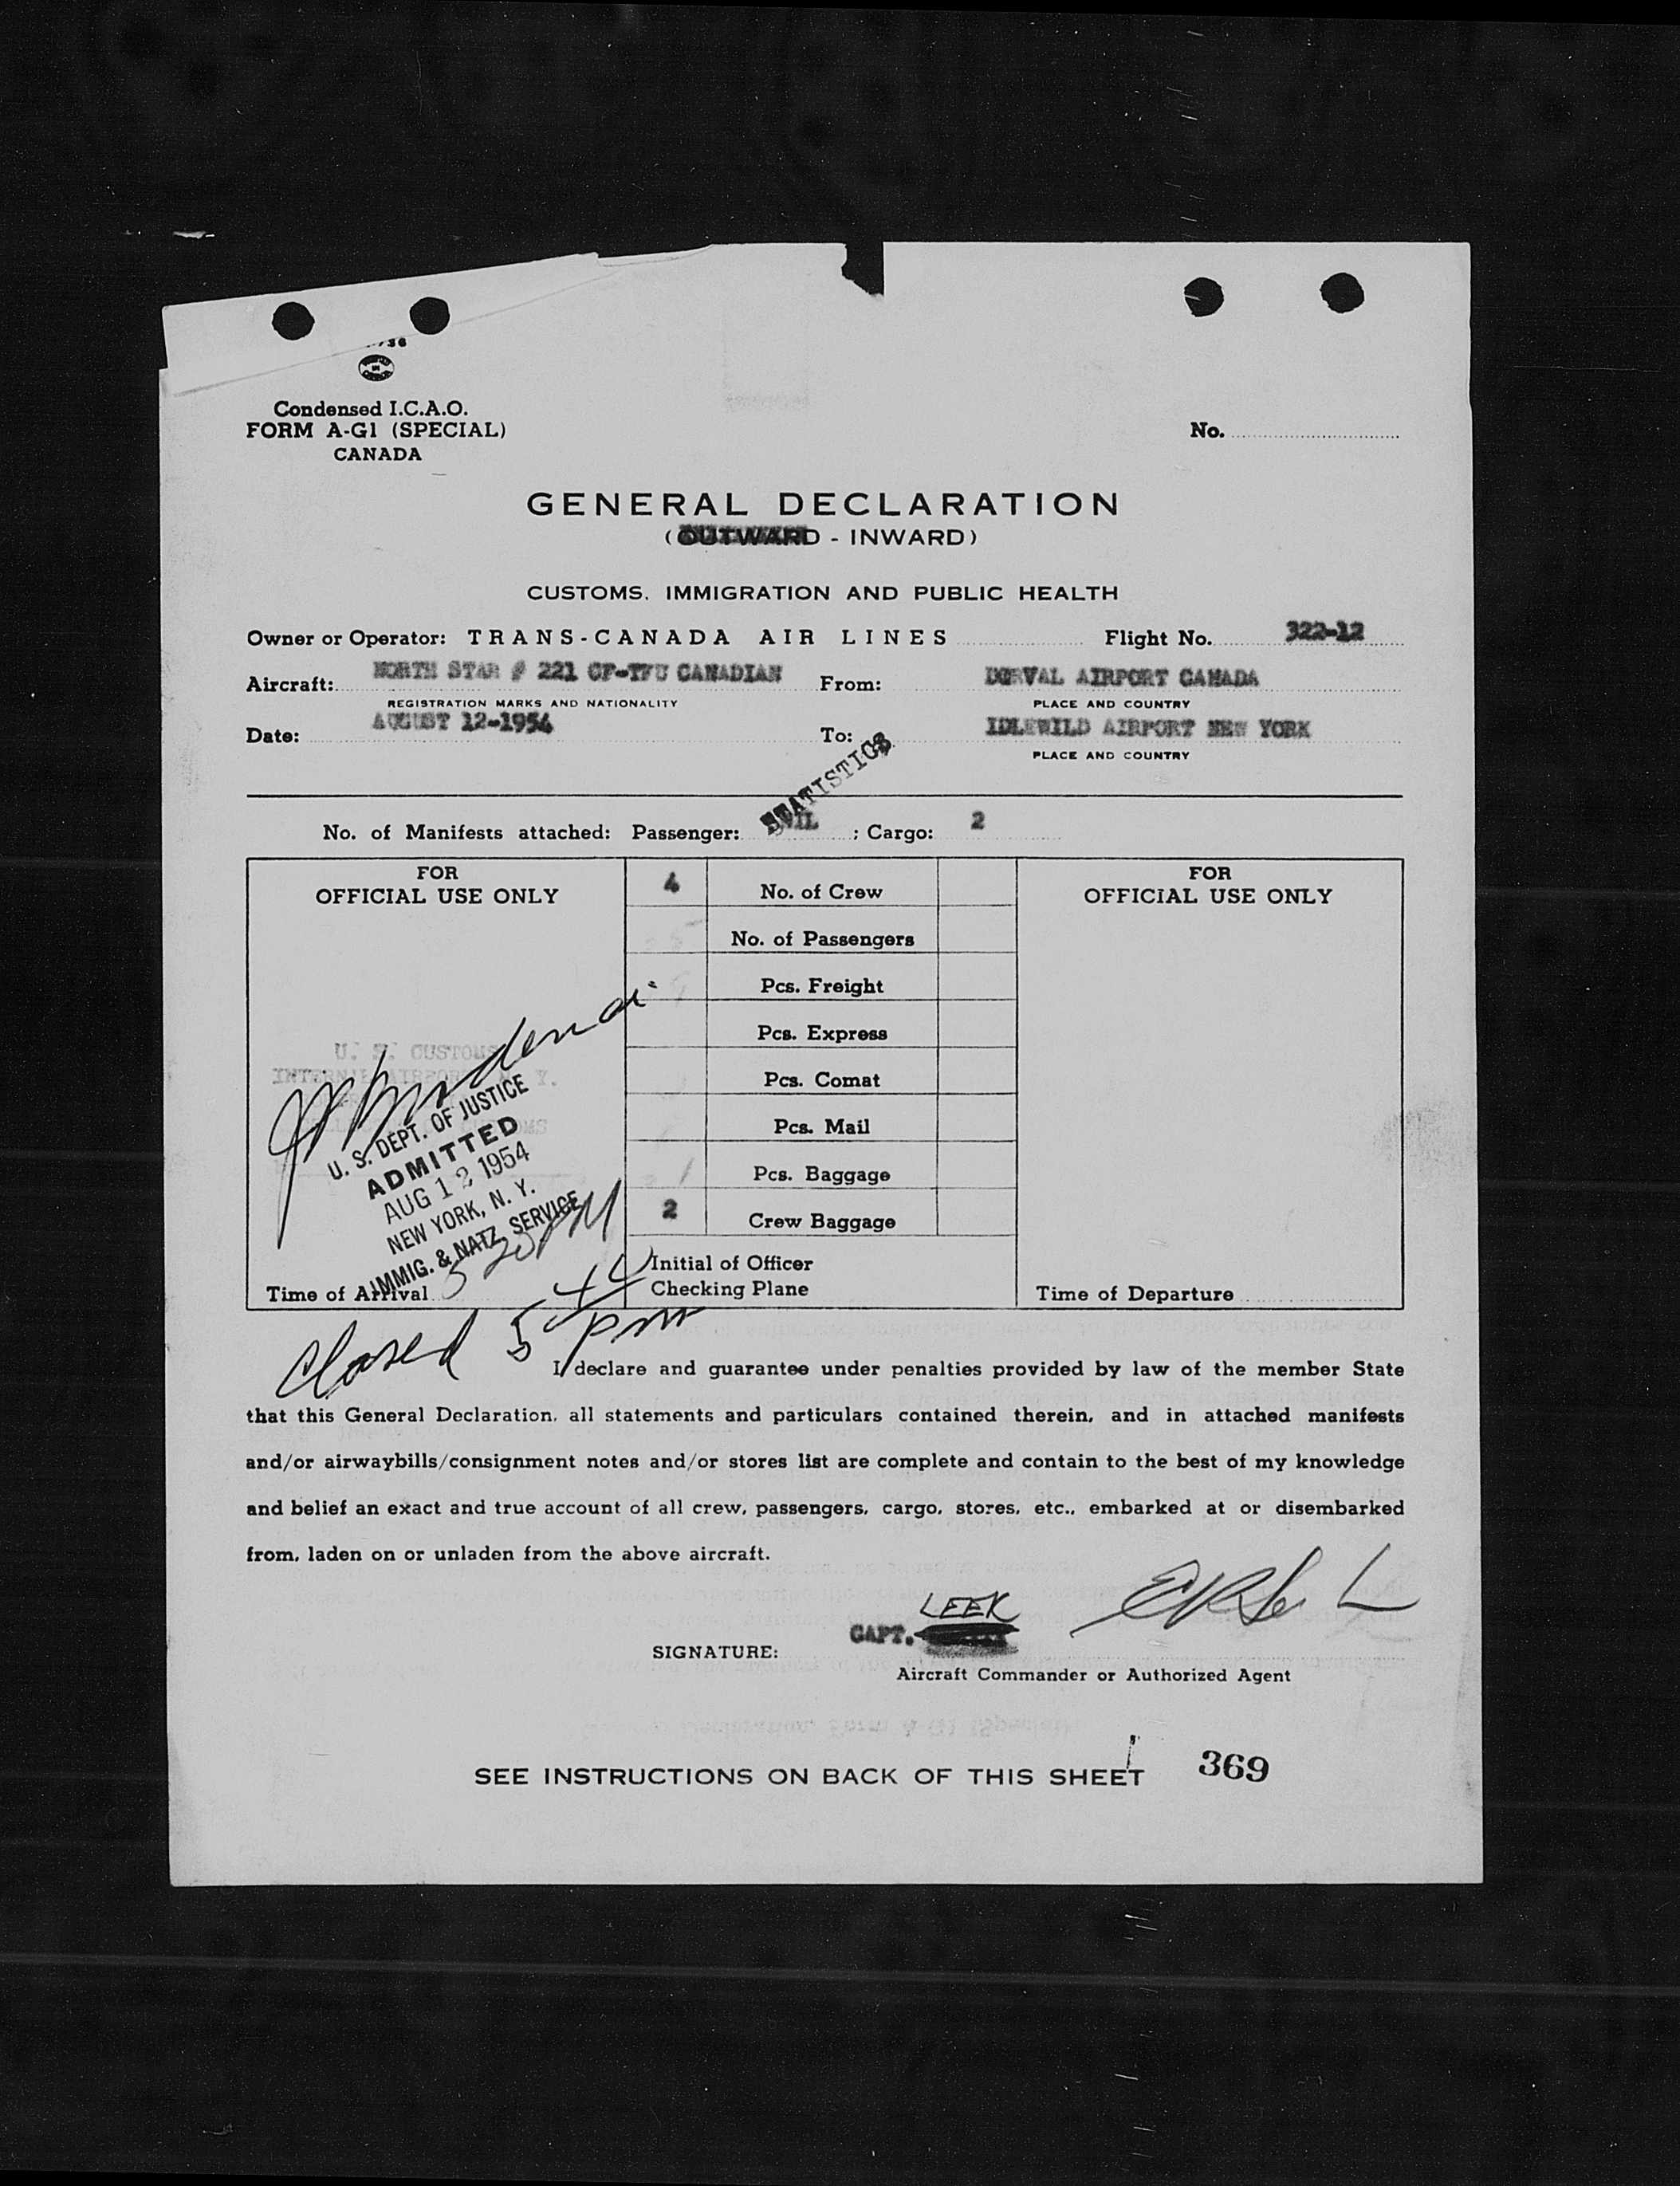 Condensed I.C.A.O.
FORM A-G1 (SPECIAL)
CANADA
No.
GENERAL DECLARATION
(OUTWARD - INWARD)
CUSTOMS, IMMIGRATION AND PUBLIC HEALTH
Owner or Operator: TRANS-CANADA AIR LINES Flight No. 322-12
Aircraft: NORTH STAR # 221 CF-TFU CANADIAN From: DORVAL AIRPORT CANADA
REGISTRATION MARKS AND NATIONALITY PLACE AND COUNTRY
Date: AUGUST 12-1954 To: IDLEWILD AIRPORT NEW YORK
PLACE AND COUNTRY
STATISTICS
No. of Manifests attached: Passenger: NIL ; Cargo: 2
FOR
OFFICIAL USE ONLY
4 No. of Crew
No. of Passengers
Pcs. Freight
Pcs. Express
Pcs. Comat
Pcs. Mail
Pcs. Baggage
2 Crew Baggage
Initial of Officer
Checking Plane
FOR
OFFICIAL USE ONLY
U. S. CUSTOMS
U. S. DEPT. OF JUSTICE
ADMITTED
AUG 12 1954
NEW YORK, N. Y.
IMMIG. & NATZ. SERVICE
Time of Arrival 5 20 PM
Time of Departure
Closed 5 44 pm
I declare and guarantee under penalties provided by law of the member State
that this General Declaration, all statements and particulars contained therein, and in attached manifests
and/or airwaybills/consignment notes and/or stores list are complete and contain to the best of my knowledge
and belief an exact and true account of all crew, passengers, cargo, stores, etc., embarked at or disembarked
from, laden on or unladen from the above aircraft.
LEEK
SIGNATURE: CAPT.
Aircraft Commander or Authorized Agent
SEE INSTRUCTIONS ON BACK OF THIS SHEET 369